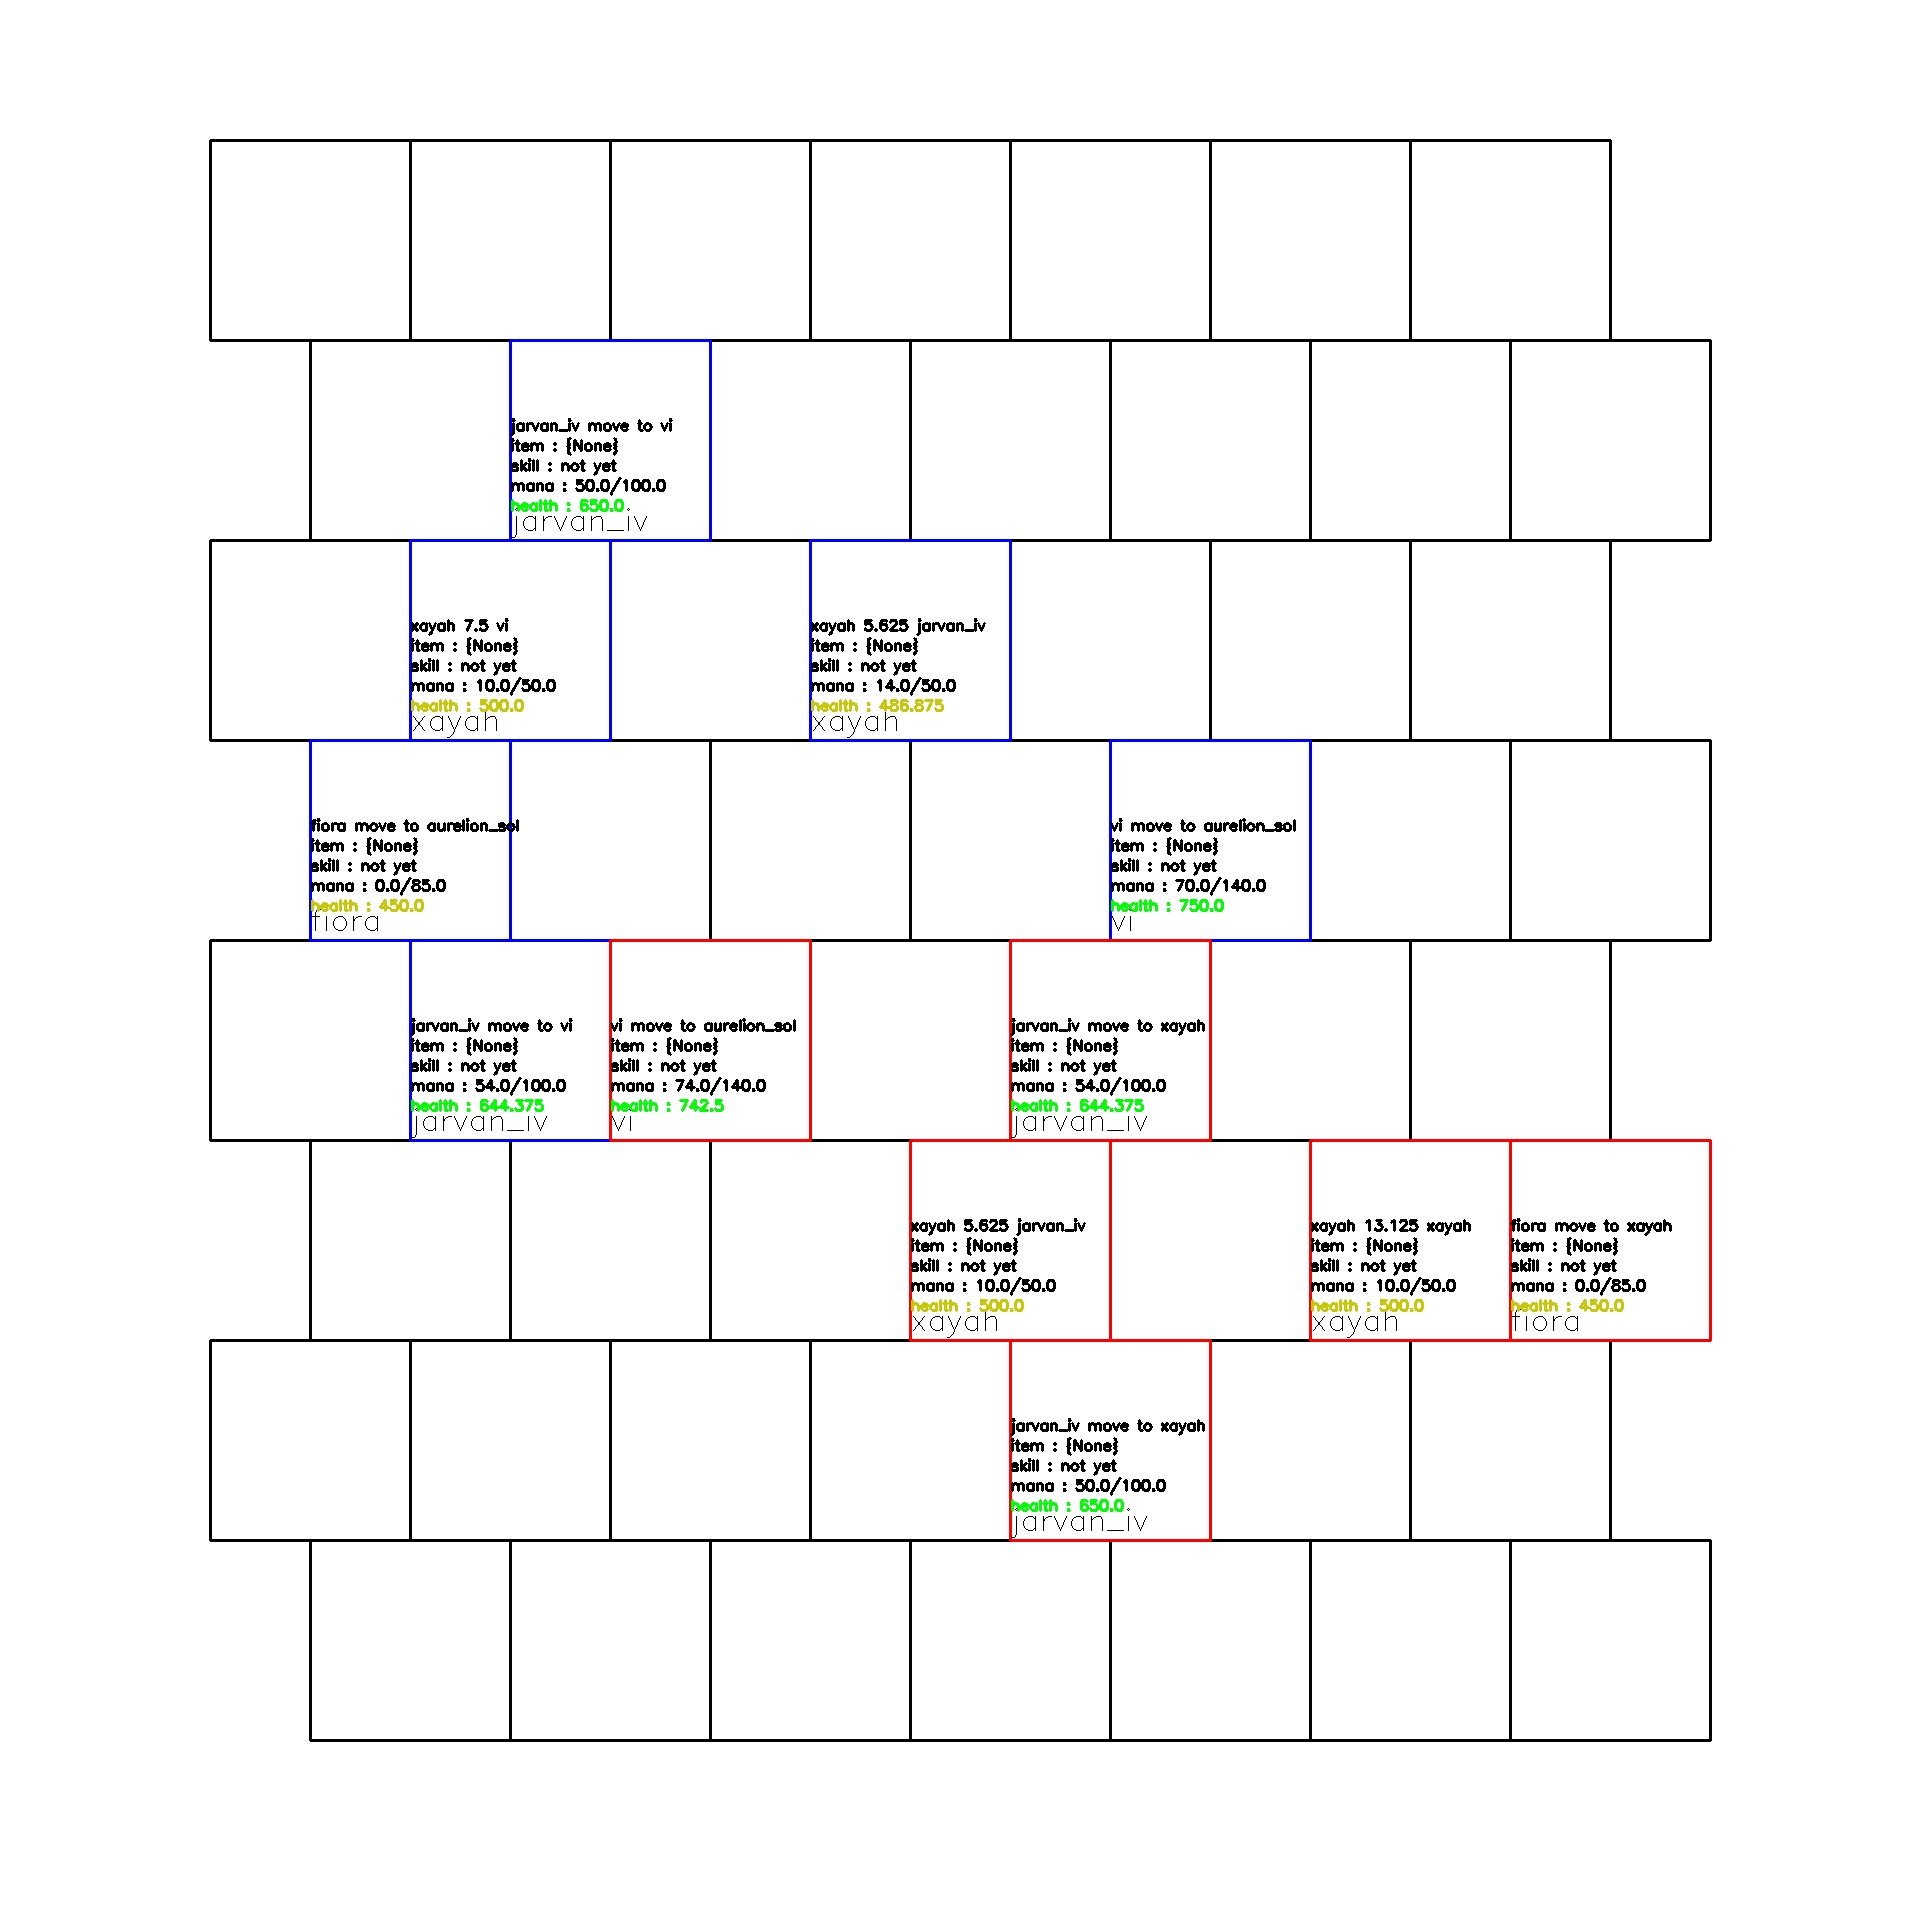 jarvan_iv move to vi
item : {None}
skill : not yet
mana : 50.0/100.0
health : 650.0
jarvan_iv
xayah 7.5 vi
item : {None}
skill : not yet
mana : 10.0/50.0
health : 500.0
xayah
xayah 5.625 jarvan_iv
item : {None}
skill : not yet
mana : 14.0/50.0
health : 486.875
xayah
fiora move to aurelion_sol
item : {None}
skill : not yet
mana : 0.0/85.0
health : 450.0
fiora
vi move to aurelion_sol
item : {None}
skill : not yet
mana : 70.0/140.0
health : 750.0
vi
jarvan_iv move to vi
item : {None}
skill : not yet
mana : 54.0/100.0
health : 644.375
jarvan_iv
vi move to aurelion_sol
item : {None}
skill : not yet
mana : 74.0/140.0
health : 742.5
vi
jarvan_iv move to xayah
item : {None}
skill : not yet
mana : 54.0/100.0
health : 644.375
jarvan_iv
xayah 5.625 jarvan_iv
item : {None}
skill : not yet
mana : 10.0/50.0
health : 500.0
xayah
xayah 13.125 xayah
item : {None}
skill : not yet
mana : 10.0/50.0
health : 500.0
xayah
fiora move to xayah
item : {None}
skill : not yet
mana : 0.0/85.0
health : 450.0
fiora
jarvan_iv move to xayah
item : {None}
skill : not yet
mana : 50.0/100.0
health : 650.0
jarvan_iv